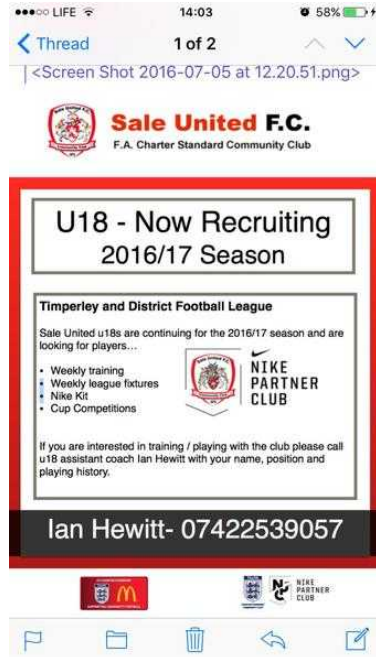 LIFE 14:03 58%
Thread 1 of 2
<Screen Shot 2016-07-05 at 12.20.51.png>
Sale United F.C.
F.A. Charter Standard Community Club
U18 - Now Recruiting
2016/17 Season
Timperley and District Football League
Sale United u18s are continuing for the 2016/17 season and are
looking for players…
• Weekly training
• Weekly league fixtures
• Nike Kit
• Cup Competitions
NIKE
PARTNER
CLUB
If you are interested in training / playing with the club please call
u18 assistant coach Ian Hewitt with your name, position and
playing history.
Ian Hewitt- 07422539057
NIKE
PARTNER
CLUB